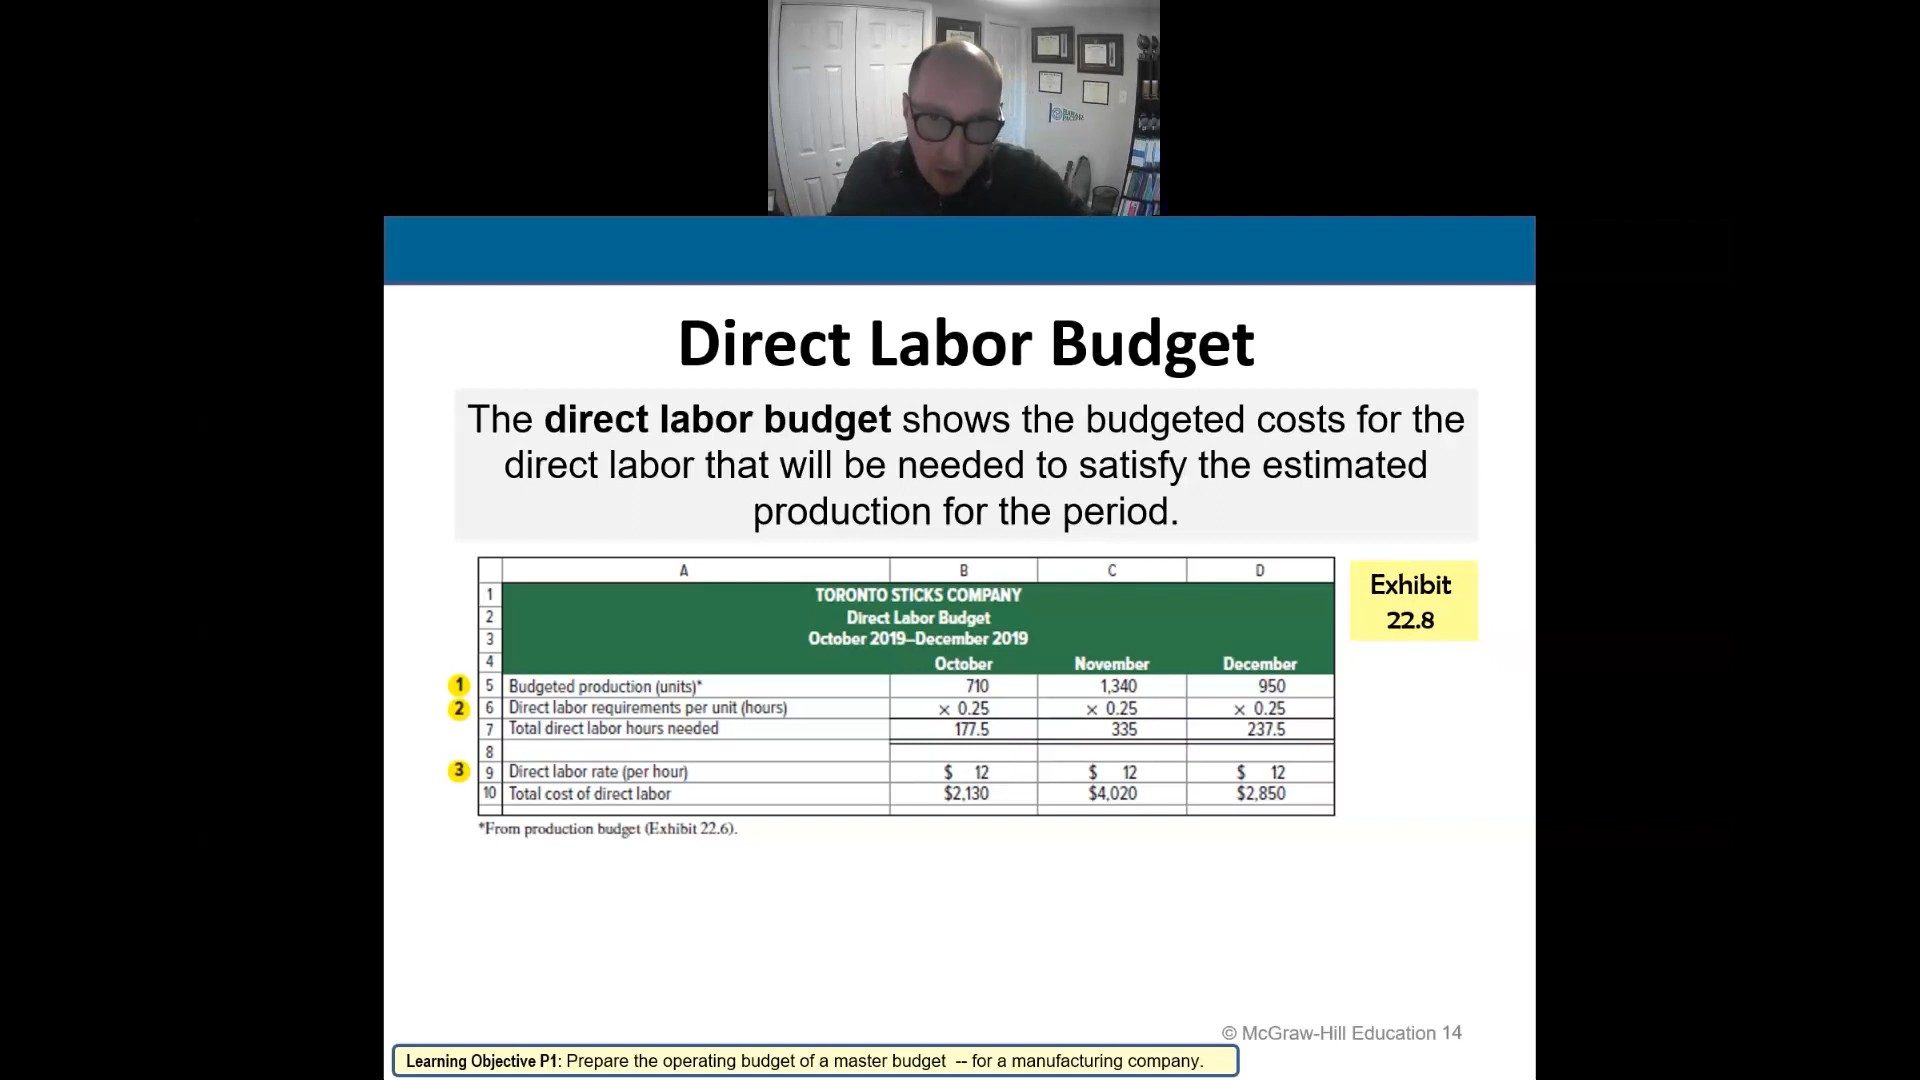 Direct Labor Budget
The direct labor budget shows the budgeted costs for the
direct labor that will be needed to satisfy the estimated
production for the period.
A B C D
1 TORONTO STICKS COMPANY
2 Direct Labor Budget
3 October 2019–December 2019
4 October November December
1 5 Budgeted production (units)* 710 1,340 950
2 6 Direct labor requirements per unit (hours) × 0.25 × 0.25 × 0.25
7 Total direct labor hours needed 177.5 335 237.5
8
3 9 Direct labor rate (per hour) $ 12 $ 12 $ 12
10 Total cost of direct labor $2,130 $4,020 $2,850
*From production budget (Exhibit 22.6).
Exhibit
22.8
© McGraw-Hill Education 14
Learning Objective P1: Prepare the operating budget of a master budget -- for a manufacturing company.